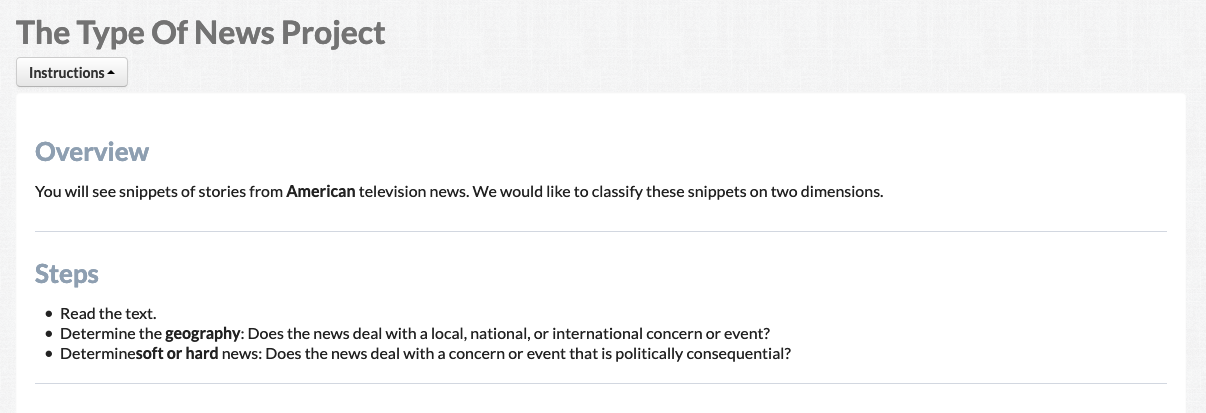 The Type Of News Project
Instructions
Overview
You will see snippets of stories from American television news. We would like to classify these snippets on two dimensions.
Steps
• Read the text.
• Determine the geography: Does the news deal with a local, national, or international concern or event?
• Determinesoft or hard news: Does the news deal with a concern or event that is politically consequential?